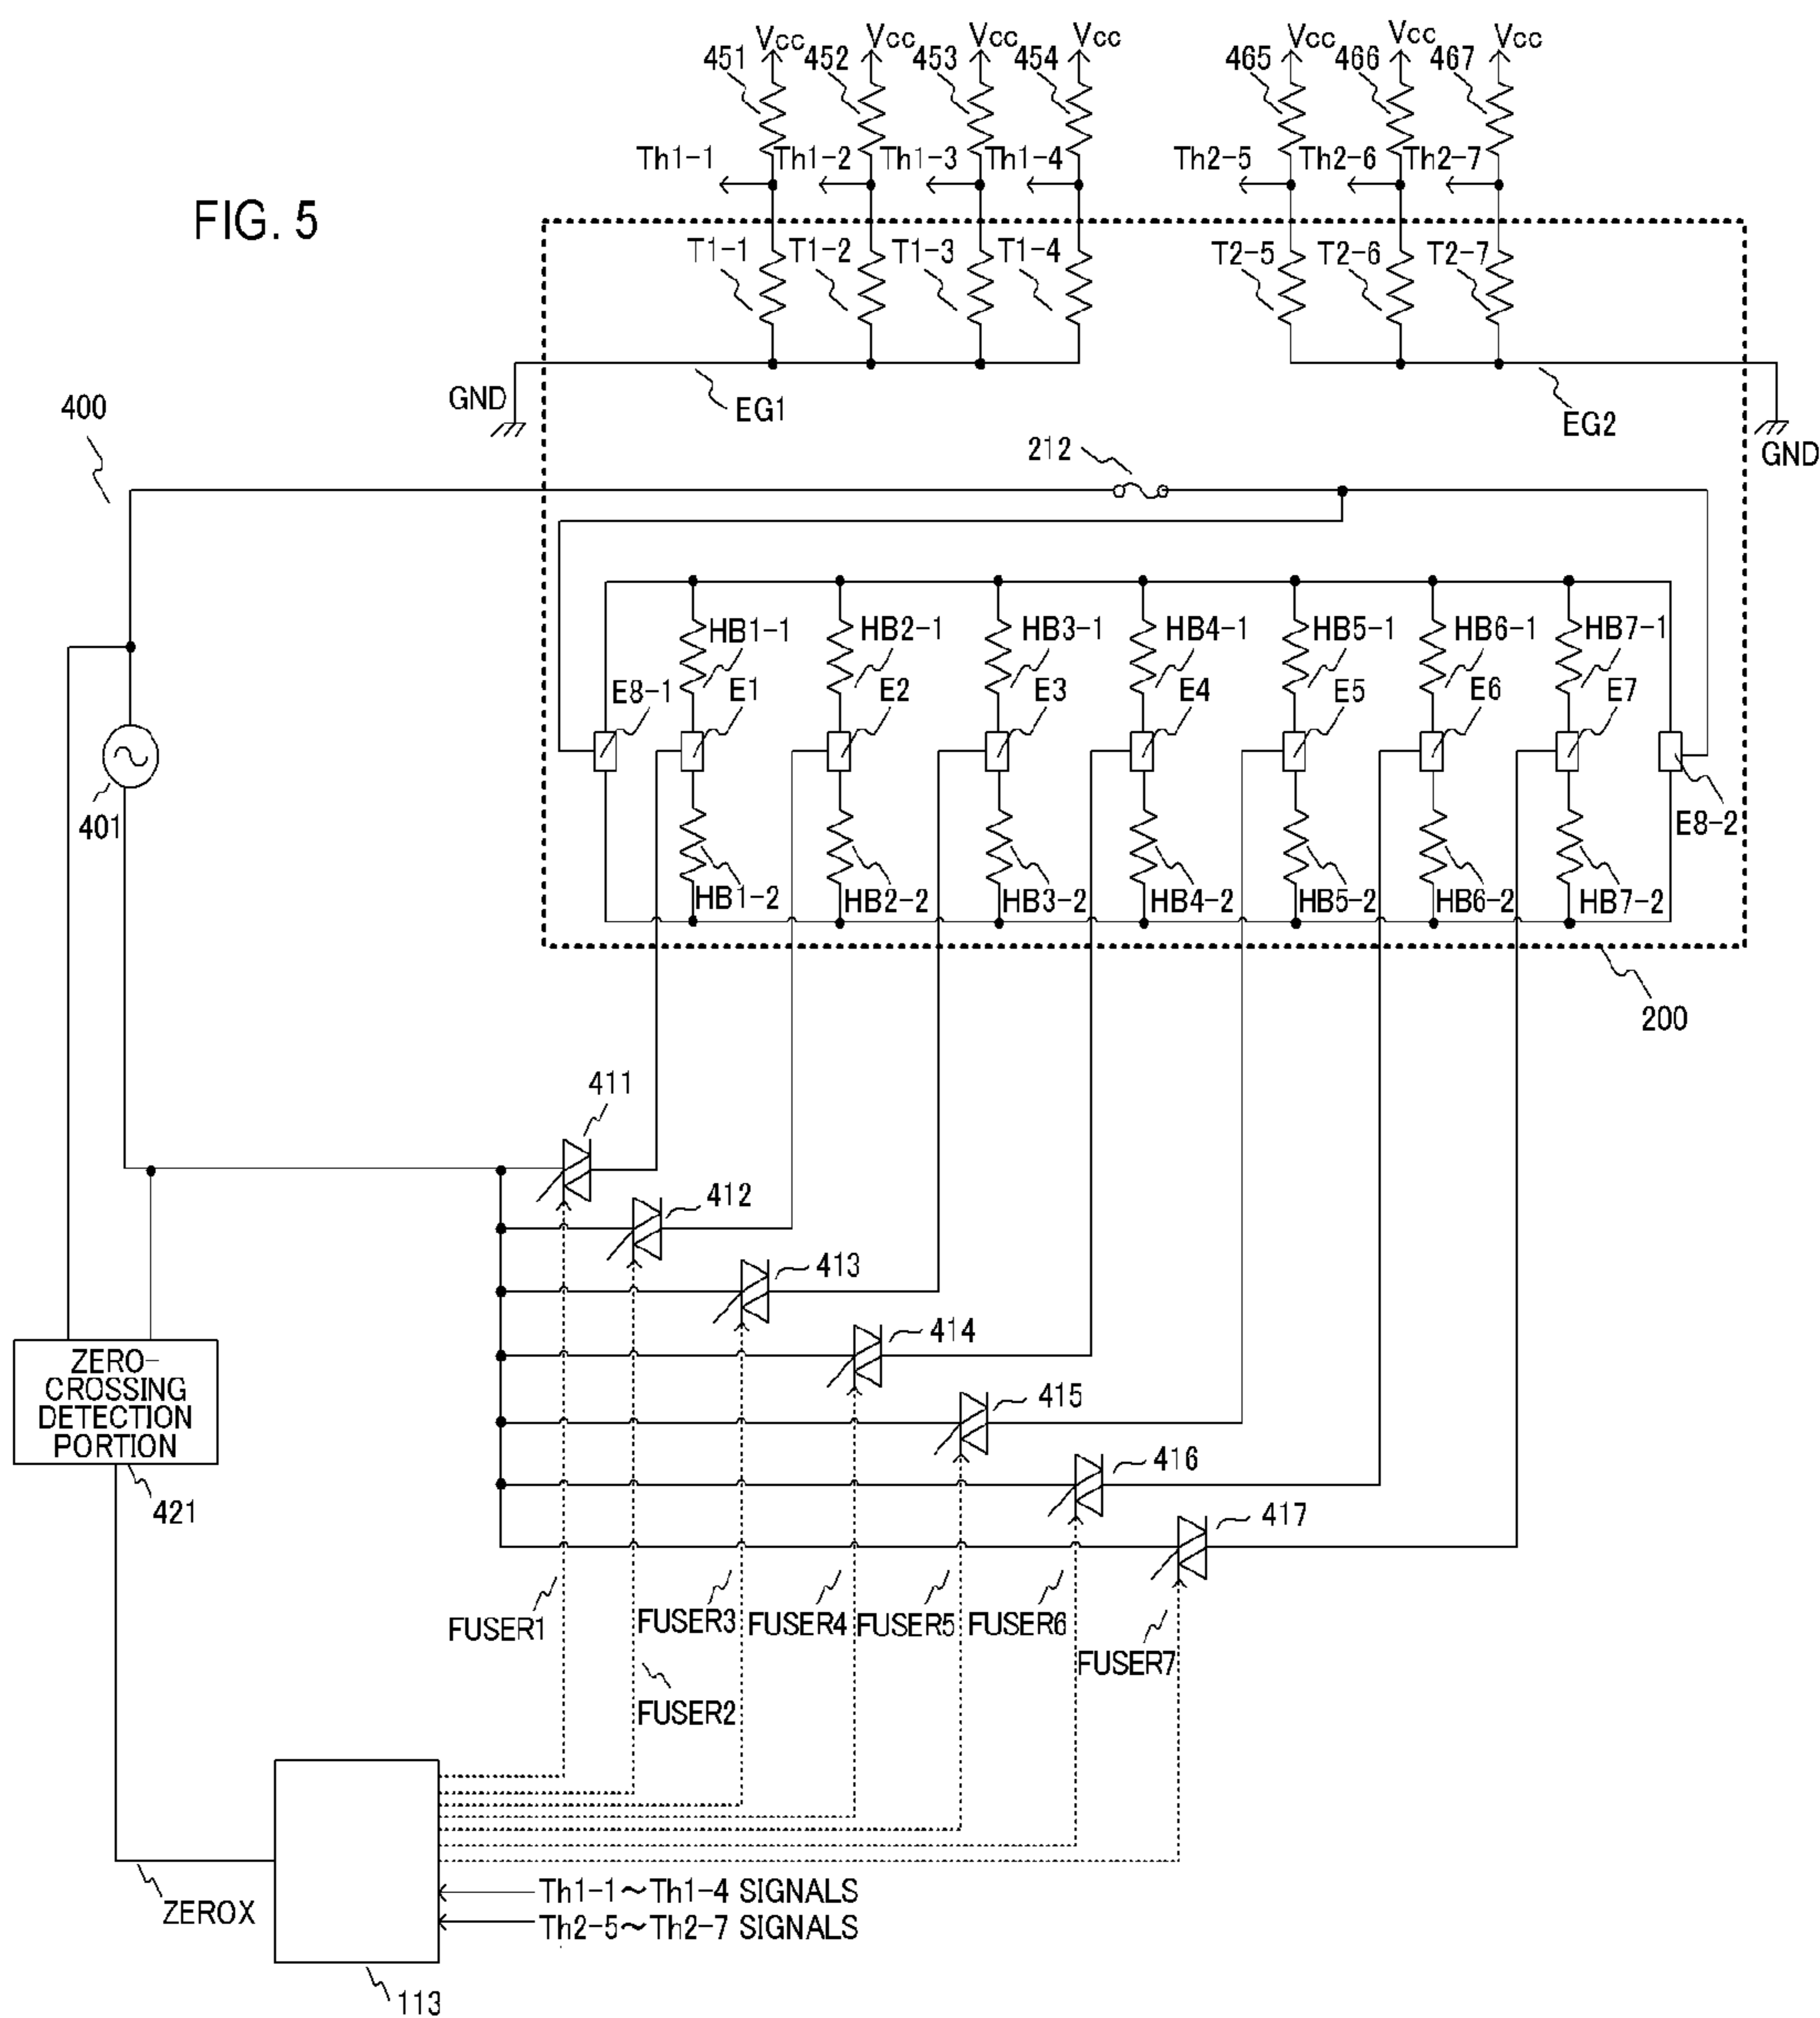 FIG. 5
Vcc Vcc Vcc Vcc Vcc Vcc Vcc
451 452 453 454 465 466 467
Th1-1 Th1-2 Th1-3 Th1-4 Th2-5 Th2-6 Th2-7
T1-1 T1-2 T1-3 T1-4 T2-5 T2-6 T2-7
GND EG1 EG2 GND
400
212
HB1-1 HB2-1 HB3-1 HB4-1 HB5-1 HB6-1 HB7-1
E8-1 E1 E2 E3 E4 E5 E6 E7
401
E8-2
HB1-2 HB2-2 HB3-2 HB4-2 HB5-2 HB6-2 HB7-2
200
411
412
413
414
415
416
417
ZERO-
CROSSING
DETECTION
PORTION
421
FUSER1 FUSER3 FUSER4 FUSER5 FUSER6
FUSER7
FUSER2
ZEROX
Th1-1～Th1-4 SIGNALS
Th2-5～Th2-7 SIGNALS
113